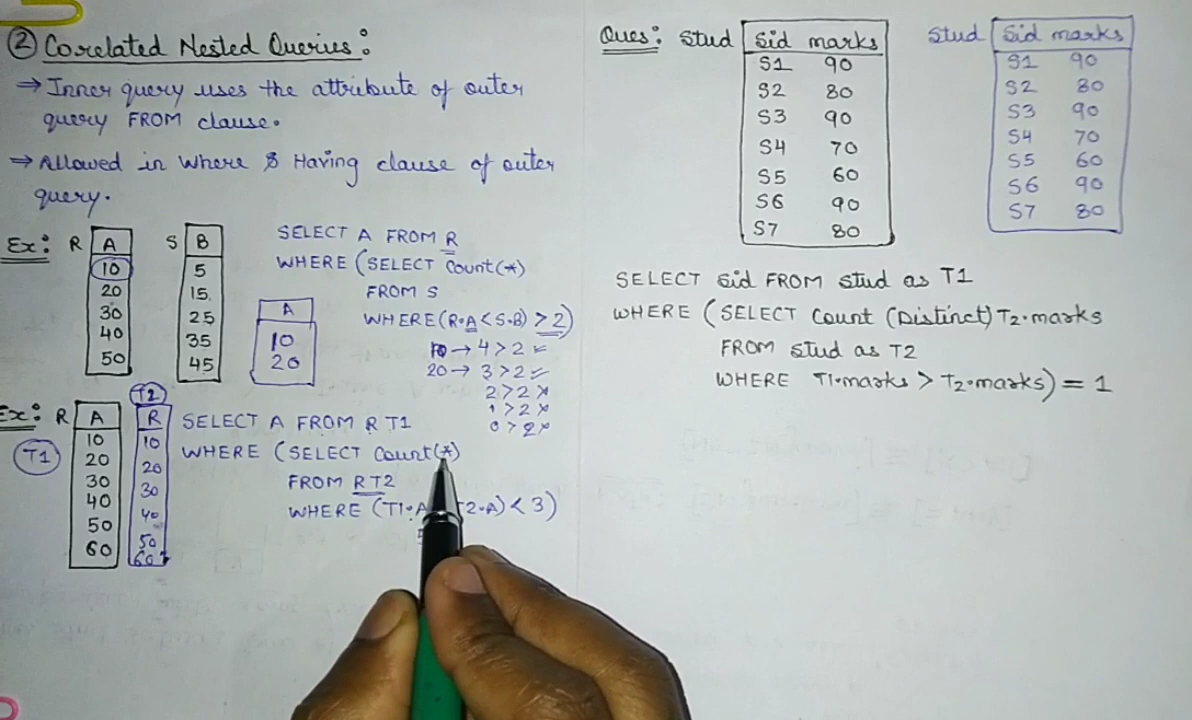 ② Corelated Nested Queries:
⇒ Inner query uses the attribute of outer
query FROM clause.
⇒ Allowed in Where & Having clause of outer
query.
Ex: R
A
10
20
30
40
50
S
B
5
15
25
35
45
SELECT A FROM R
WHERE (SELECT Count(*)
FROM S
WHERE (R.A < S.B) > 2)
10 → 4 > 2 ✓
20 → 3 > 2 ✓
2 > 2 ×
1 > 2 ×
0 > 2 ×
A
10
20
Ex: R
T1
A
10
20
30
40
50
60
T2
R
10
20
30
40
50
60
SELECT A FROM R T1
WHERE (SELECT Count(*)
FROM R T2
WHERE (T1.A T2.A) < 3)
Ques: Stud
Sid marks
S1 90
S2 80
S3 90
S4 70
S5 60
S6 90
S7 80
Stud
Sid marks
S1 90
S2 80
S3 90
S4 70
S5 60
S6 90
S7 80
SELECT Sid FROM Stud as T1
WHERE (SELECT Count (Distinct) T2.marks
FROM Stud as T2
WHERE T1.marks > T2.marks) = 1